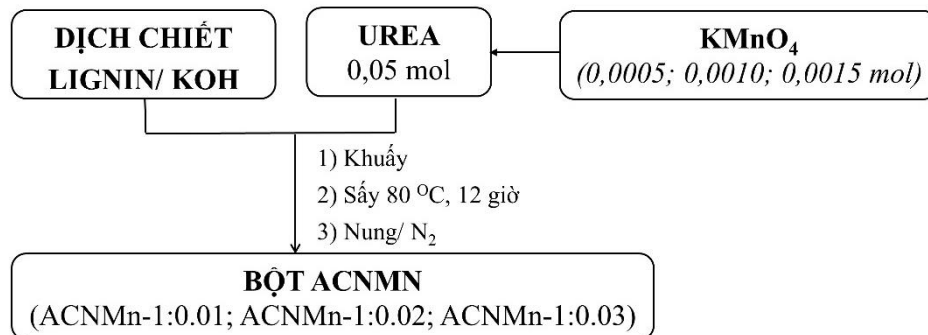 DỊCH CHIẾT
LIGNIN/ KOH
UREA
0,05 mol
KMnO₄
(0,0005; 0,0010; 0,0015 mol)
1) Khuấy
2) Sấy 80 ᴼC, 12 giờ
3) Nung/ N₂
BỘT ACNMN
(ACNMn-1:0.01; ACNMn-1:0.02; ACNMn-1:0.03)